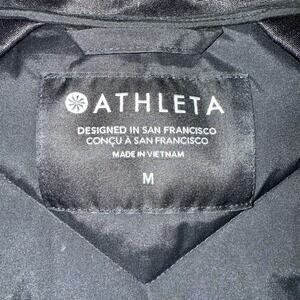 ATHLETA
DESIGNED IN SAN FRANCISCO
CONÇU À SAN FRANCISCO
MADE IN VIETNAM
M